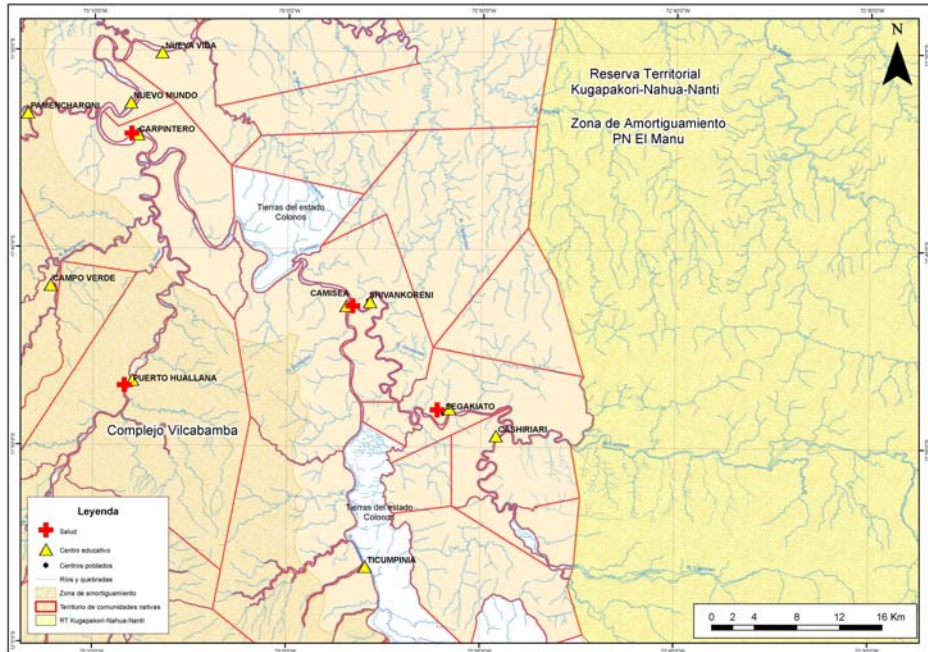 NUEVA VIDA
N
Reserva Territorial
Kugapakori-Nahua-Nanti
Zona de Amortiguamiento
PN El Manu
NUEVO MUNDO
PAMENCHARONI
CARPINTERO
Tierras del estado
Colonos
CAMPO VERDE
CAMISEA
SHIVANKORENI
PUERTO HUALLANA
SEGAKIATO
Complejo Vilcabamba
CASHIRIARI
Tierras del estado
Colonos
TICUMPINIA
Leyenda
Salud
Centro educativo
Centros poblados
Ríos y quebradas
Zona de amortiguamiento
Territorio de comunidades nativas
RT Kugapakori-Nahua-Nanti
0 2 4 8 12 16 Km